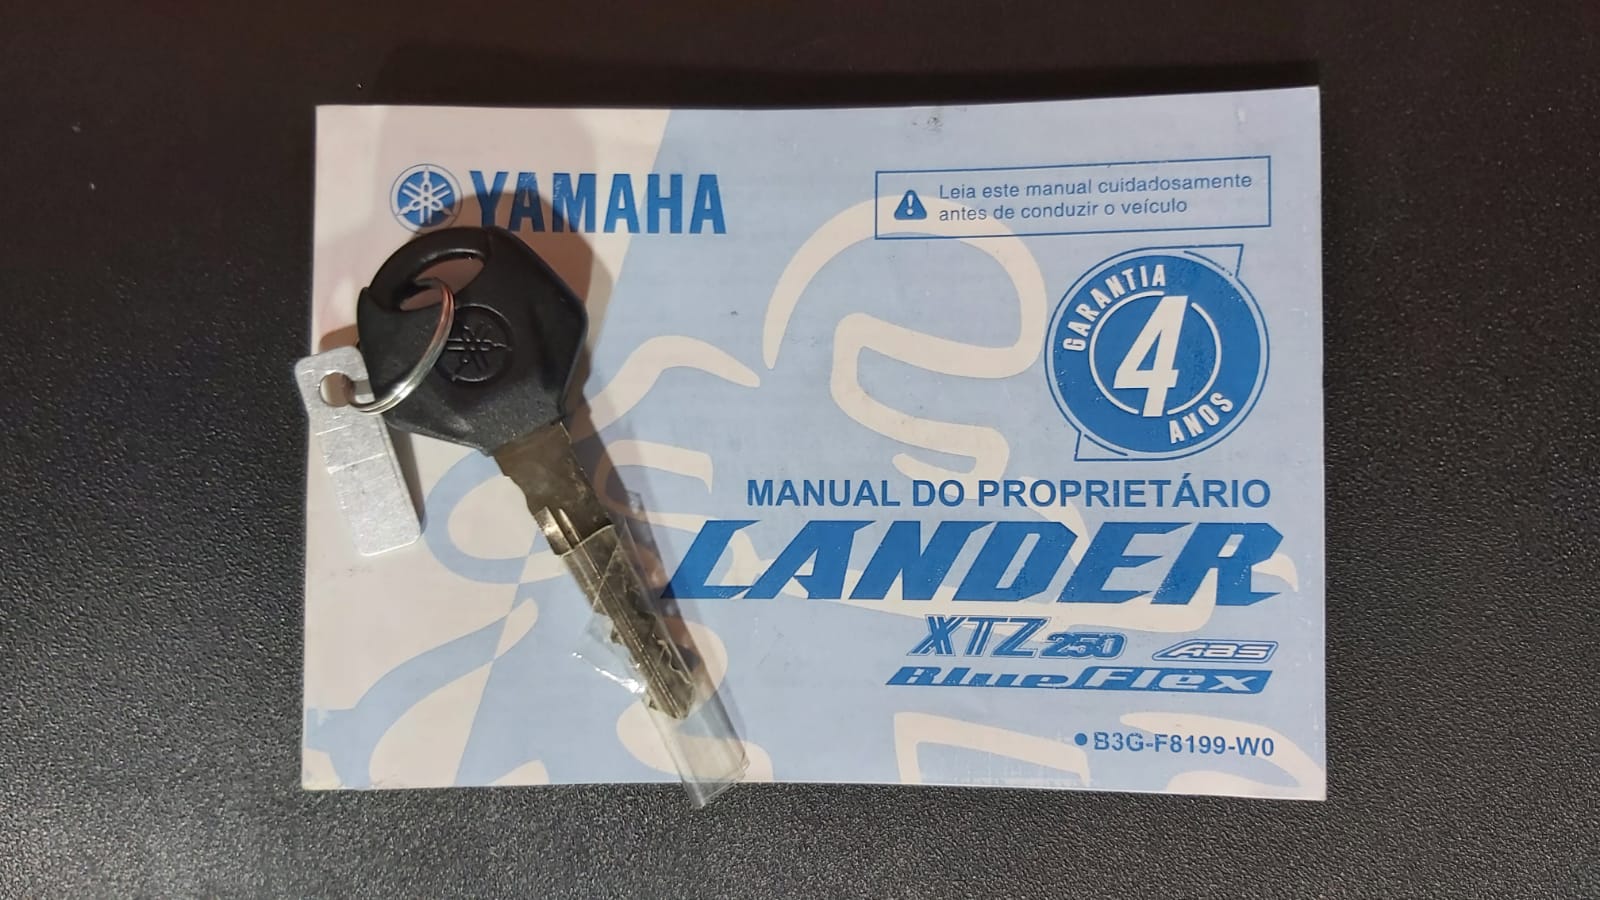 YAMAHA
Leia este manual cuidadosamente
antes de conduzir o veículo
GARANTIA
4
ANOS
MANUAL DO PROPRIETÁRIO
LANDER
XTZ250 ABS
BlueFlex
•B3G-F8199-W0